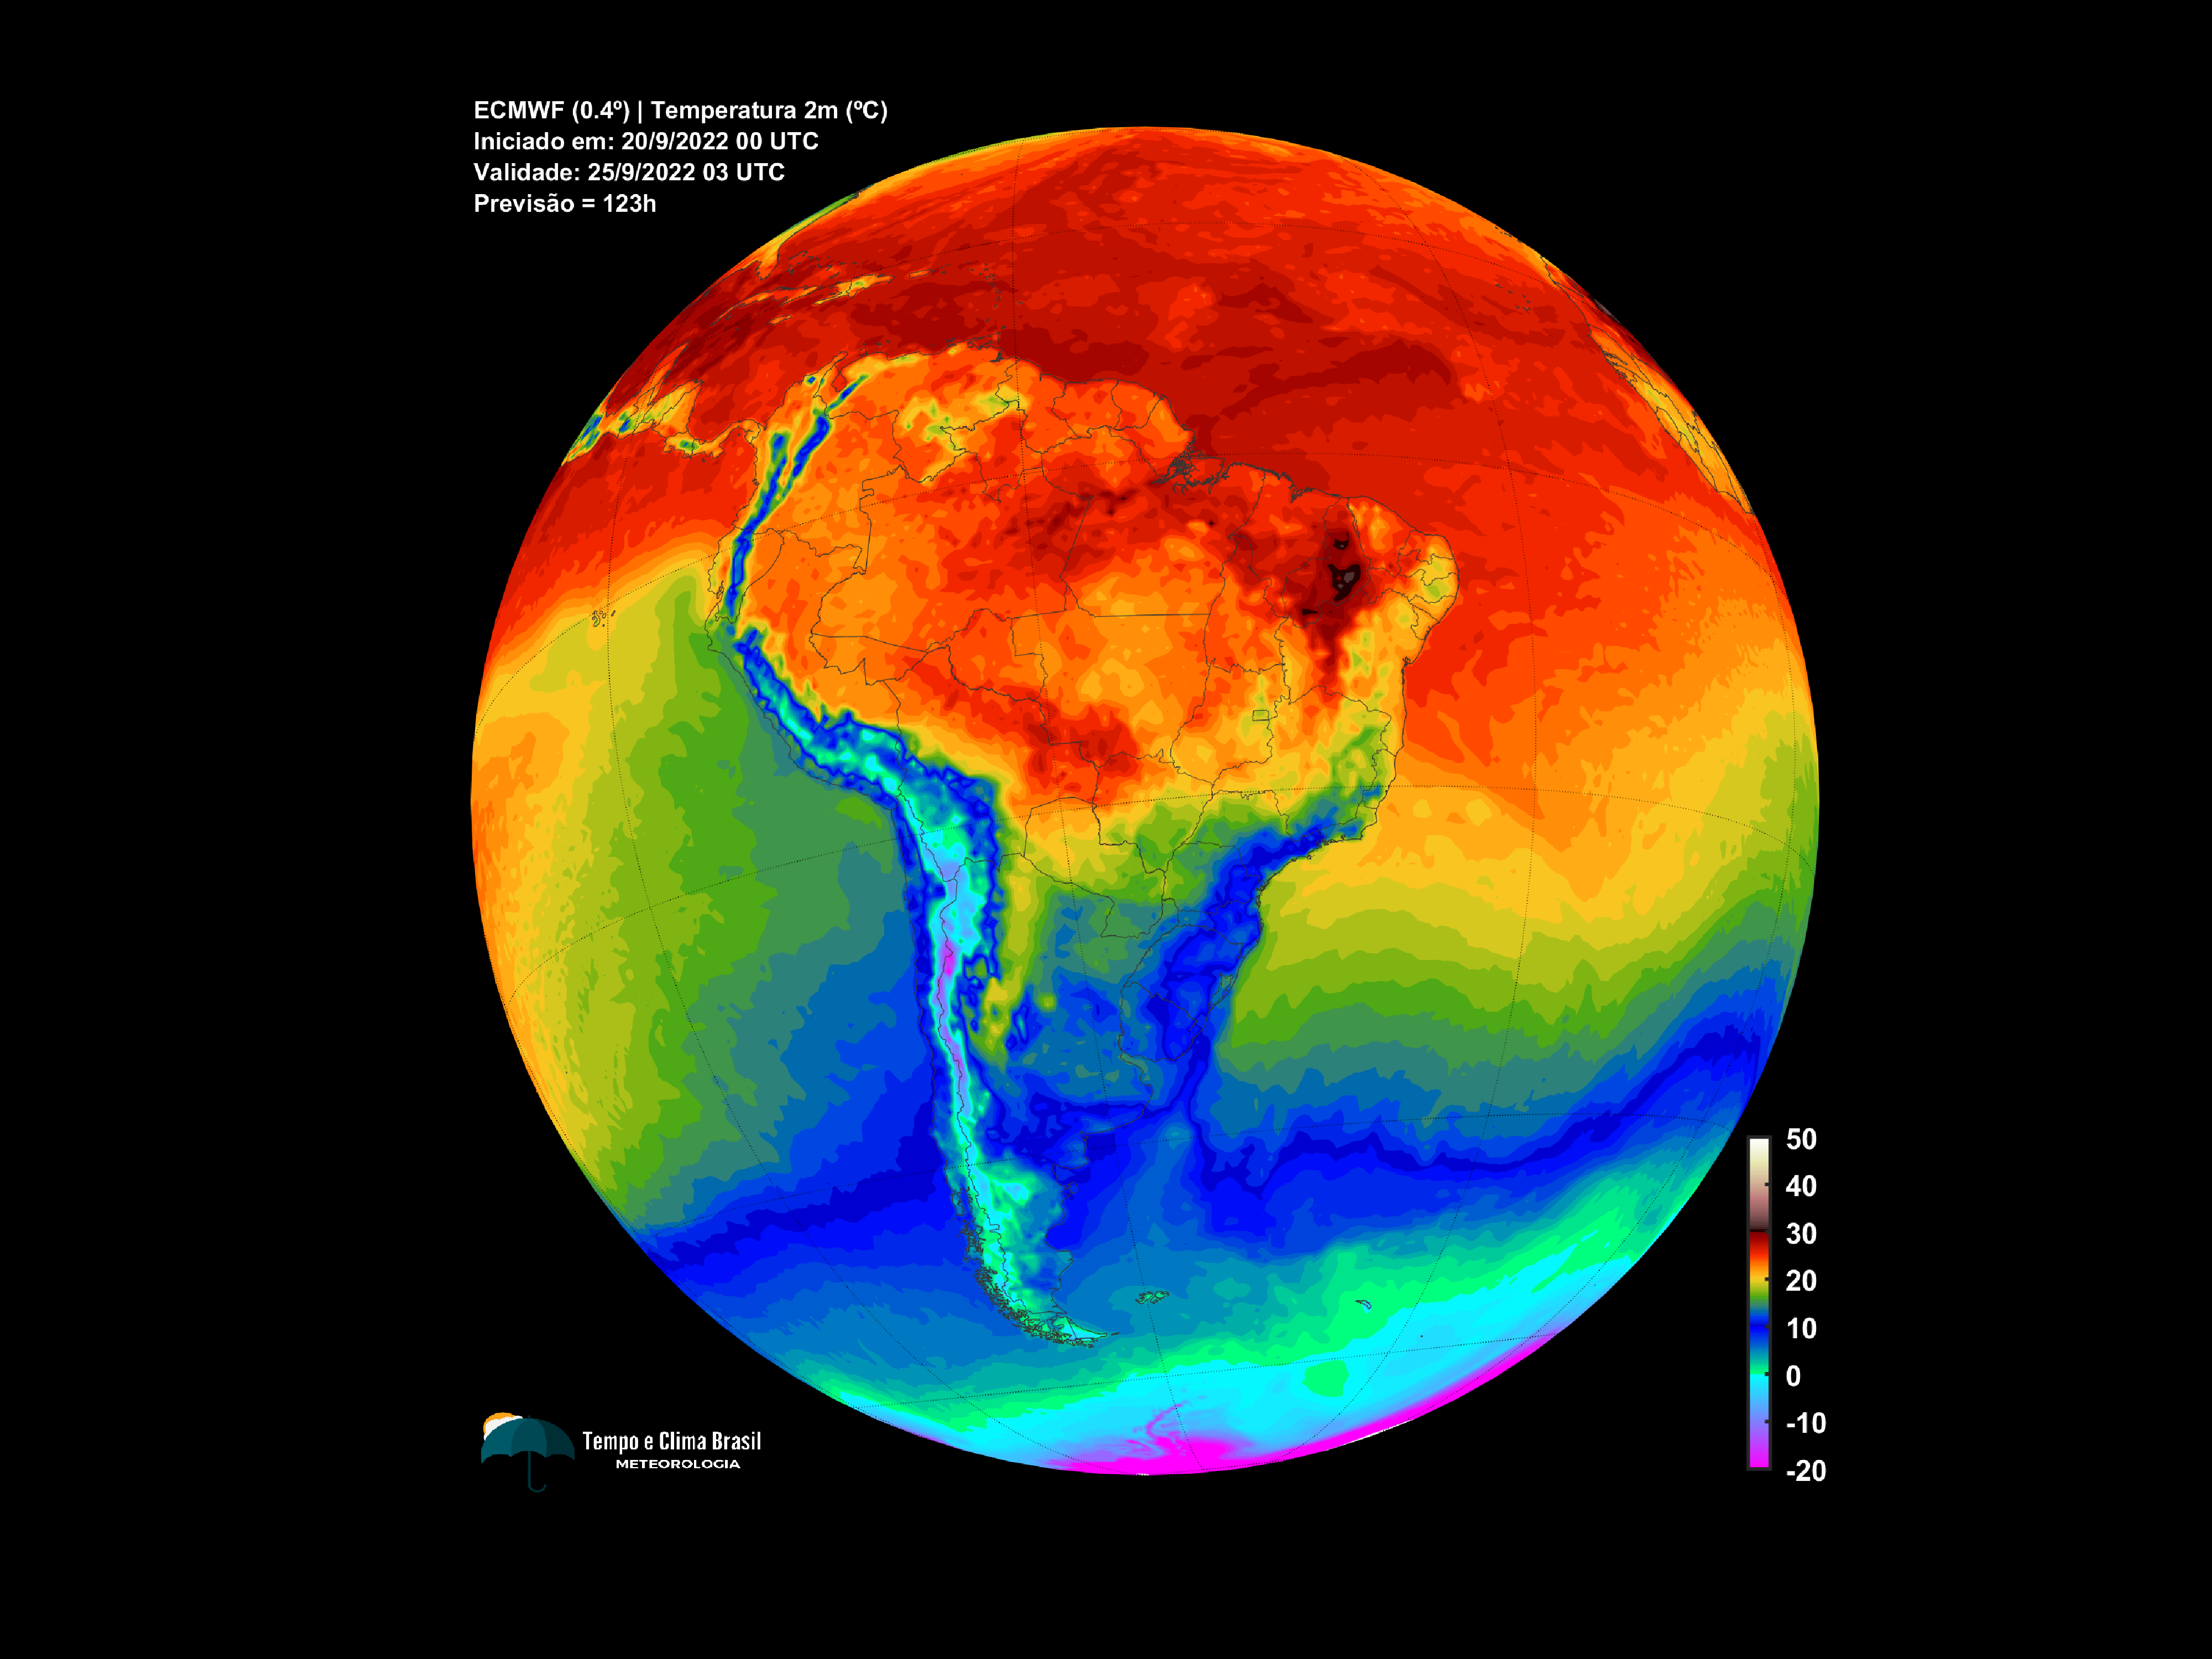 ECMWF (0.4º) | Temperatura 2m (ºC)
Iniciado em: 20/9/2022 00 UTC
Validade: 25/9/2022 03 UTC
Previsão = 123h
50
40
30
20
10
0
-10
-20
Tempo e Clima Brasil
METEOROLOGIA